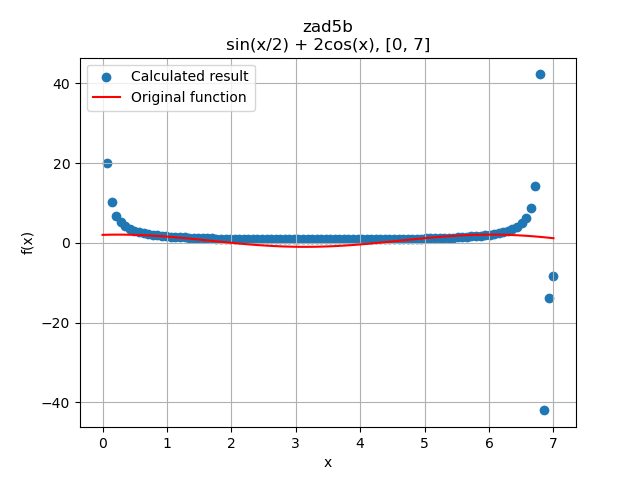 zad5b
sin(x/2) + 2cos(x), [0, 7]
Calculated result
Original function
40
20
0
−20
−40
f(x)
0 1 2 3 4 5 6 7
x